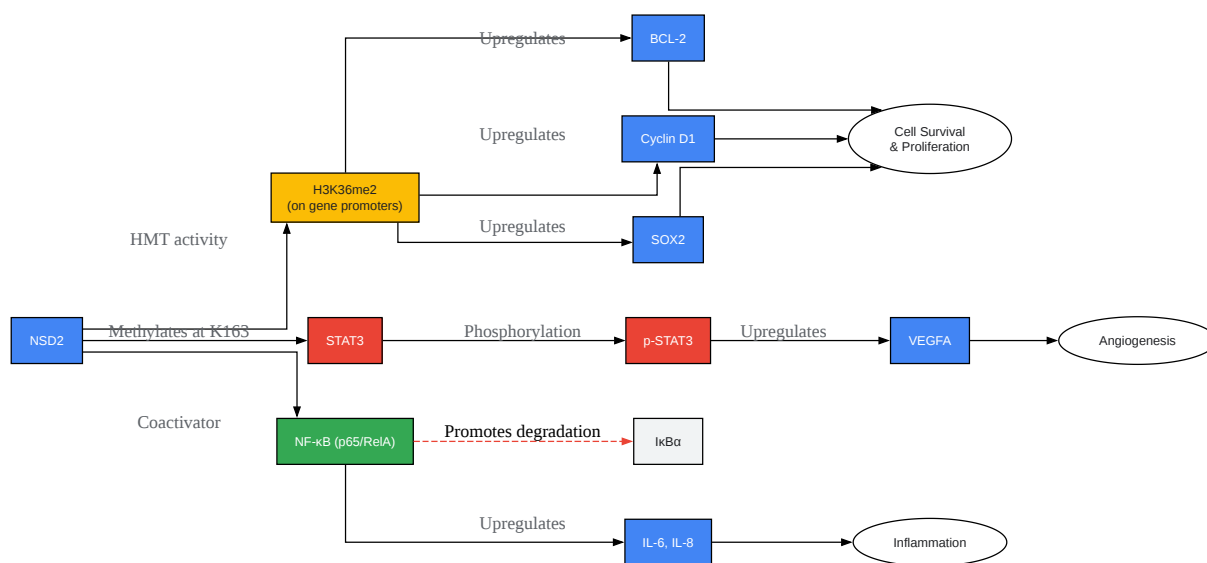 Upregulates
BCL-2
Upregulates
Cyclin D1
Cell Survival
& Proliferation
H3K36me2
(on gene promoters)
Upregulates
SOX2
HMT activity
NSD2
Methylates at K163
STAT3
Phosphorylation
p-STAT3
Upregulates
VEGFA
Angiogenesis
Coactivator
NF-κB (p65/RelA)
Promotes degradation
IκBα
Upregulates
IL-6, IL-8
Inflammation